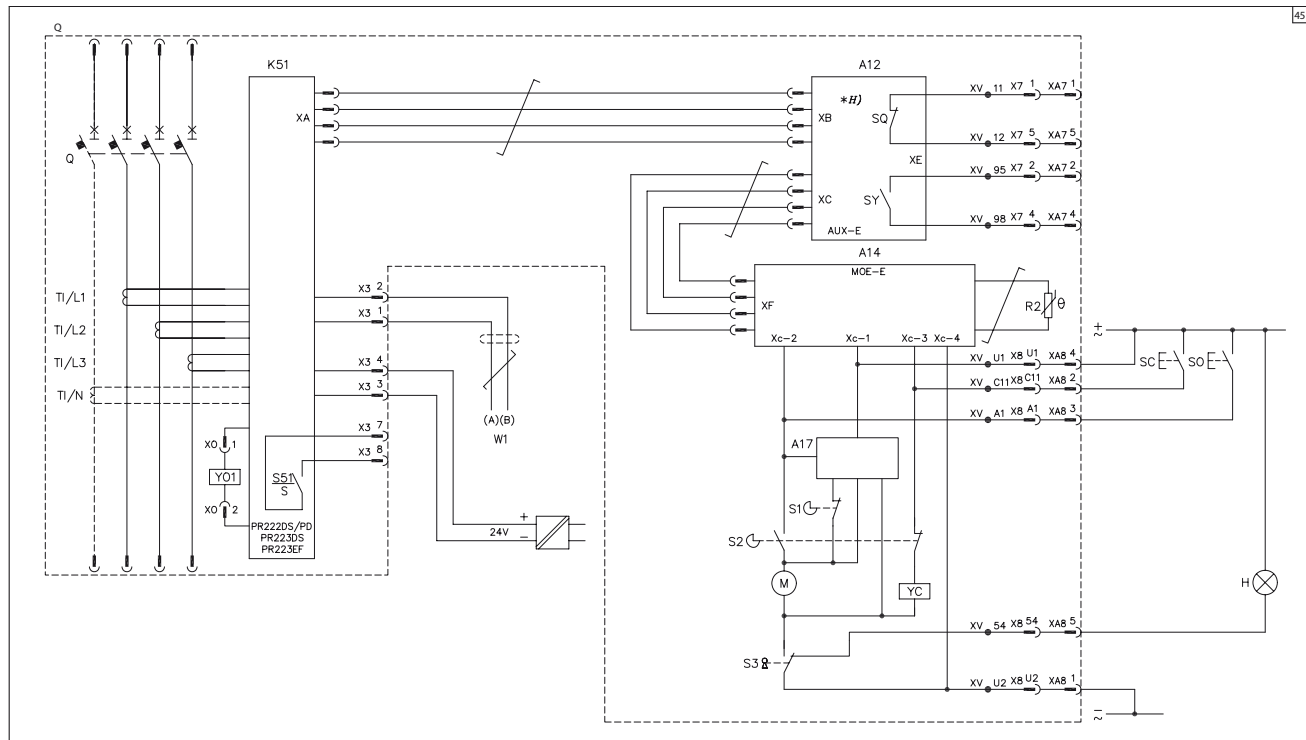 45
Q
K51
A12
XA
*H)
XB
SQ
XE
XC
SY
AUX-E
XV 11 X7 1 XA7 1
XV 12 X7 5 XA7 5
XV 95 X7 2 XA7 2
XV 98 X7 4 XA7 4
Q
A14
MOE-E
XF
R2 θ
Xc-2 Xc-1 Xc-3 Xc-4
TI/L1
TI/L2
TI/L3
TI/N
X3 2
X3 1
X3 4
X3 3
X3 7
X3 8
(A)(B)
W1
+
~
XV U1 X8 U1 XA8 4
XV C11 X8 C11 XA8 2
XV A1 X8 A1 XA8 3
SC
SO
A17
XO 1
YO1
XO 2
S51
S
PR222DS/PD
PR223DS
PR223EF
+
24V
−
S1
S2
M
YC
H
S3
XV 54 X8 54 XA8 5
XV U2 X8 U2 XA8 1
−
~